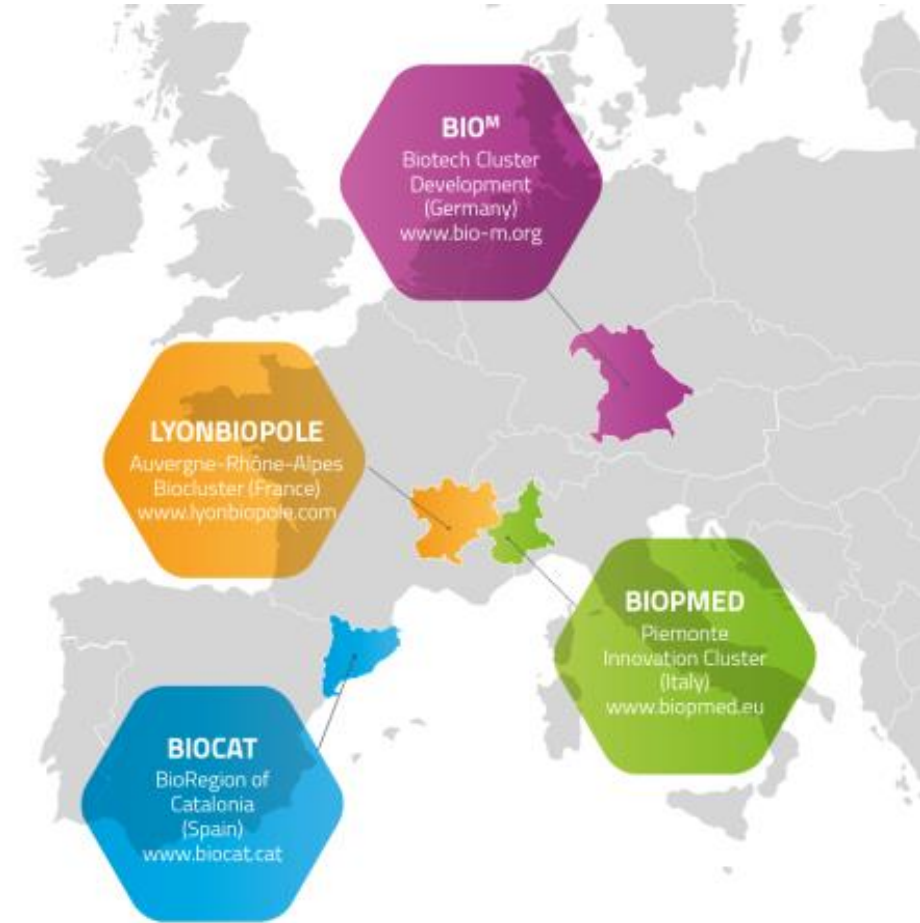 BIOᴹ
Biotech Cluster
Development
(Germany)
www.bio-m.org
LYONBIOPOLE
Auvergne-Rhône-Alpes
Biocluster (France)
www.lyonbiopole.com
BIOPMED
Piemonte
Innovation Cluster
(Italy)
www.biopmed.eu
BIOCAT
BioRegion of
Catalonia
(Spain)
www.biocat.cat